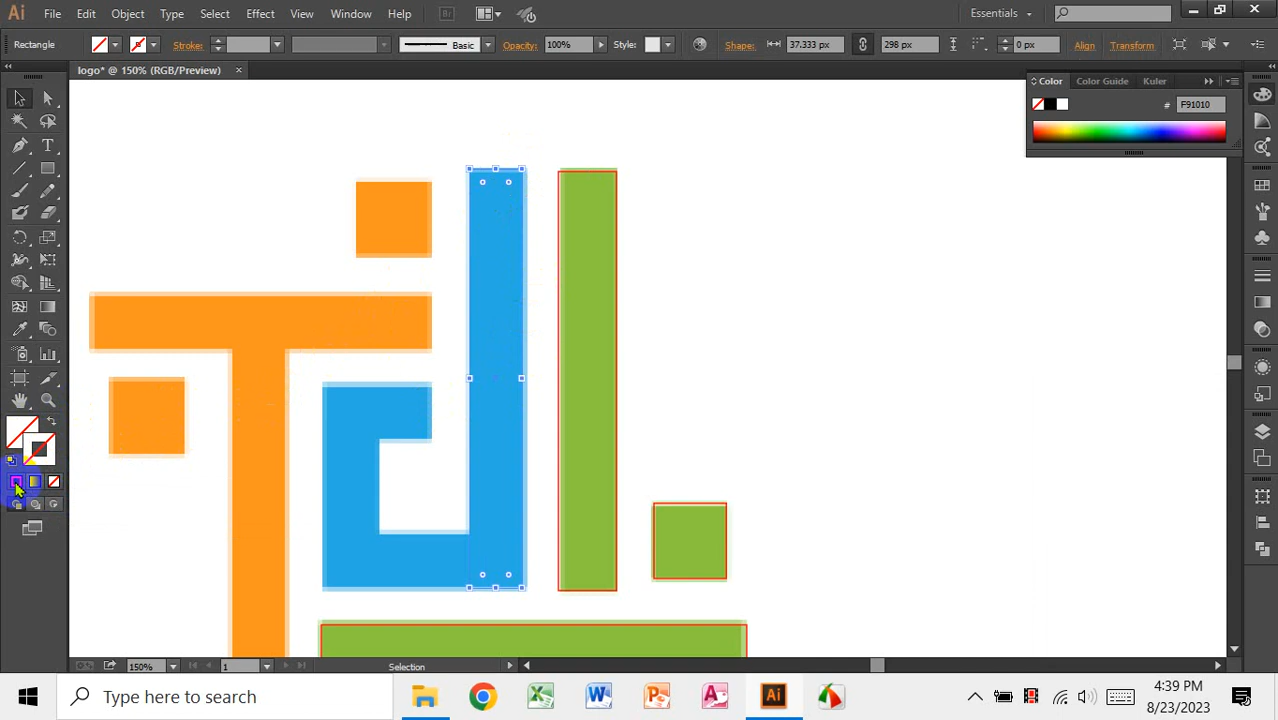 Ai File Edit Object Type Select Effect View Window Help Br Essentials
Rectangle Stroke: Basic Opacity: 100% Style: Shape: 37.333 px 298 px 0 px Align Transform
logo* @ 150% (RGB/Preview)
Color Color Guide Kuler
# F91010
150% 1 Selection
Type here to search
4:39 PM
8/23/2023